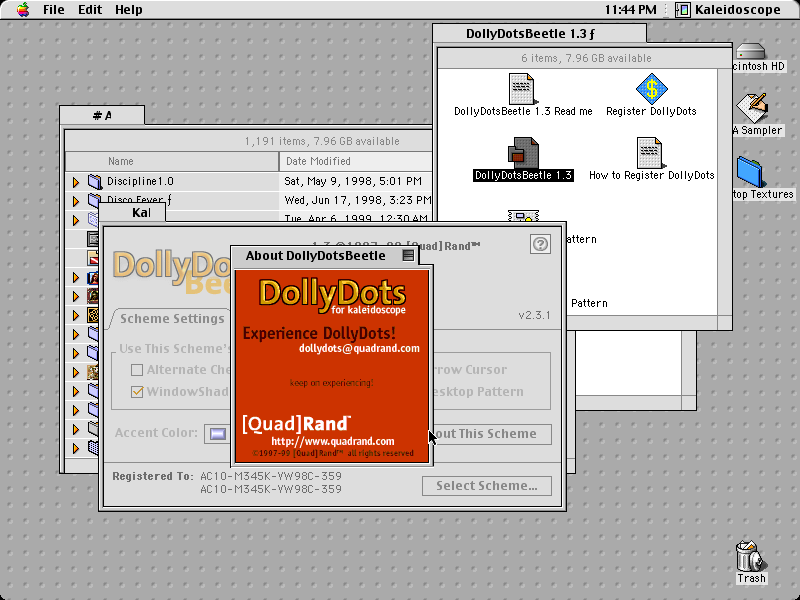 File Edit Help
11:44 PM
Kaleidoscope
DollyDotsBeetle 1.3 ƒ
6 items, 7.96 GB available
DollyDotsBeetle 1.3 Read me
Register DollyDots
DollyDotsBeetle 1.3
How to Register DollyDots
attern
Pattern
cintosh HD
A Sampler
top Textures
Trash
# A
1,191 items, 7.96 GB available
Name
Date Modified
Discipline1.0
Sat, May 9, 1998, 5:01 PM
Disco Fever ƒ
Wed, Jun 17, 1998, 3:23 PM
Tue, Apr 6, 1999, 12:30 AM
Kal
1.3 ©1997-99 [Quad]Rand™
DollyDo
Bee
v2.3.1
Scheme Settings
Use This Scheme's
Alternate Che
rrow Cursor
WindowShad
esktop Pattern
Accent Color:
out This Scheme
Registered To: AC10-M345K-VW98C-359
AC10-M345K-VW98C-359
Select Scheme...
About DollyDotsBeetle
DollyDots
for kaleidoscope
Experience DollyDots!
dollydots@quadrand.com
keep on experiencing!
[Quad]Rand™
http://www.quadrand.com
©1997-99 [Quad]Rand™ all rights reserved